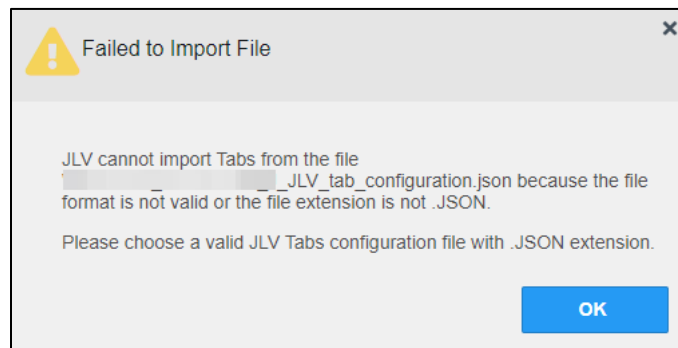 Failed to Import File
JLV cannot import Tabs from the file
_JLV_tab_configuration.json because the file
format is not valid or the file extension is not .JSON.
Please choose a valid JLV Tabs configuration file with .JSON extension.
OK